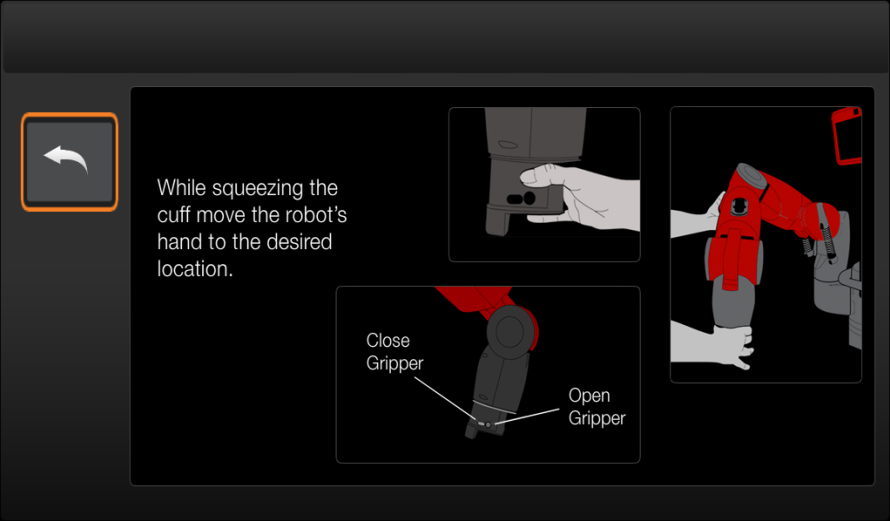 While squeezing the
cuff move the robot's
hand to the desired
location.
Close
Gripper
Open
Gripper